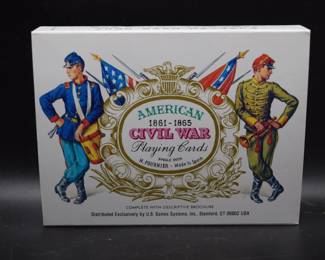 AMERICAN
1861-1865
CIVIL WAR
Playing Cards
H. FOURNIER - Made in Spain
COMPLETE WITH DESCRIPTIVE BROCHURE
Distributed Exclusively by U.S. Games Systems, Inc., Stamford, CT 06902 USA